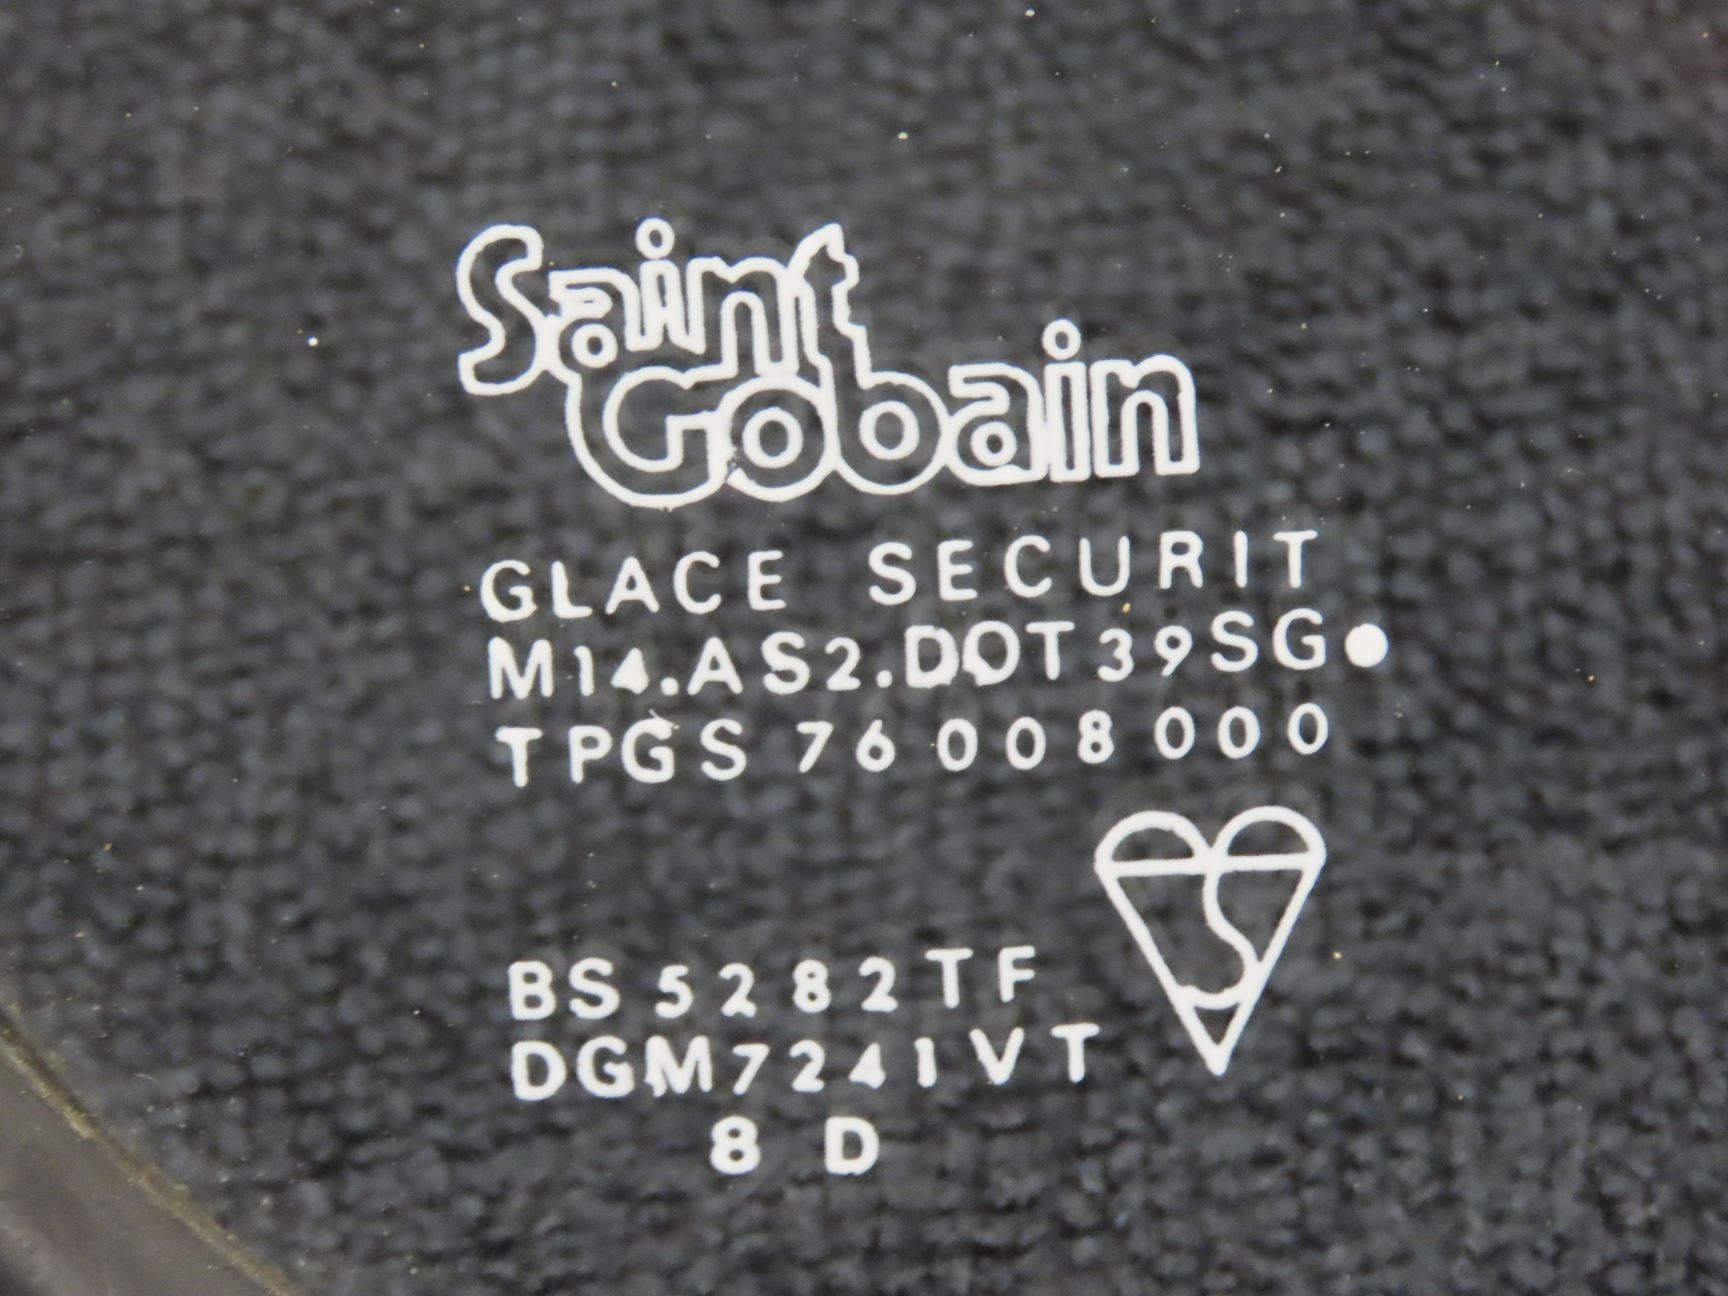 Saint
Gobain
GLACE SECURIT
M14.AS2.DOT39SG●
TPGS 76008000
BS 5282TF
DGM7241VT
8 D